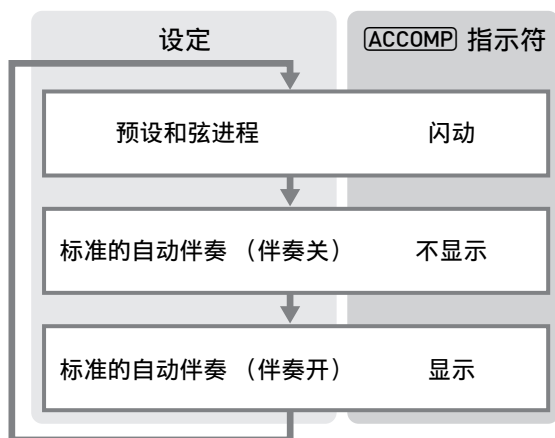 设定 ACCOMP 指示符
预设和弦进程 闪动
标准的自动伴奏 （伴奏关） 不显示
标准的自动伴奏 （伴奏开） 显示